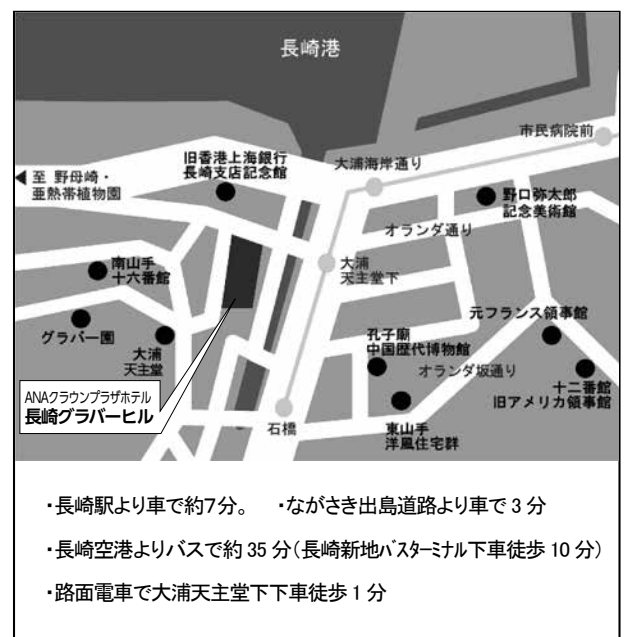 長崎港
市民病院前
旧香港上海銀行
長崎支店記念館
大浦海岸通り
至 野母崎・
亜熱帯植物園
野口弥太郎
記念美術館
オランダ通り
南山手
十六番館
大浦
天主堂下
グラバー園
大浦
天主堂
元フランス領事館
孔子廟
中国歴代博物館
オランダ坂通り
ANAクラウンプラザホテル
長崎グラバーヒル
十二番館
旧アメリカ領事館
石橋
東山手
洋風住宅群
・長崎駅より車で約7分。 ・ながさき出島道路より車で3分
・長崎空港よりバスで約35分(長崎新地バスターミナル下車徒歩10分)
・路面電車で大浦天主堂下下車徒歩1分